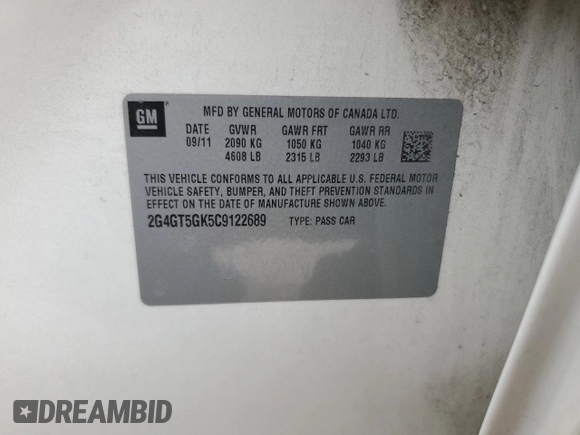 GM
MFD BY GENERAL MOTORS OF CANADA LTD.
DATE GVWR GAWR FRT GAWR RR
09/11 2090 KG 1050 KG 1040 KG
4608 LB 2315 LB 2293 LB
THIS VEHICLE CONFORMS TO ALL APPLICABLE U.S. FEDERAL MOTOR
VEHICLE SAFETY, BUMPER, AND THEFT PREVENTION STANDARDS IN
EFFECT ON THE DATE OF MANUFACTURE SHOWN ABOVE.
2G4GT5GK5C9122689 TYPE: PASS CAR
DREAMBID